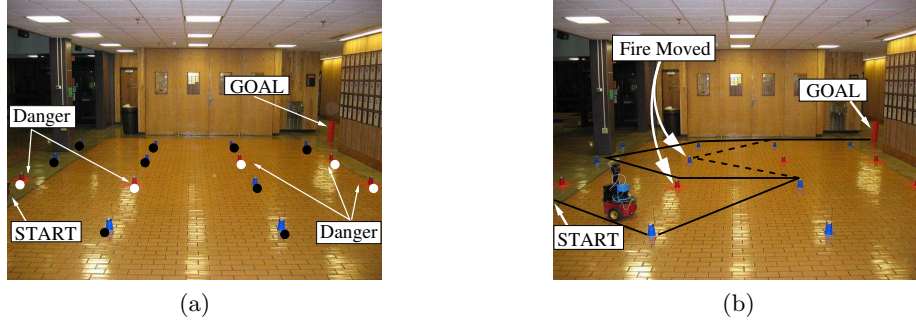 GOAL
Danger
START
Danger
(a)
Fire Moved
GOAL
START
(b)